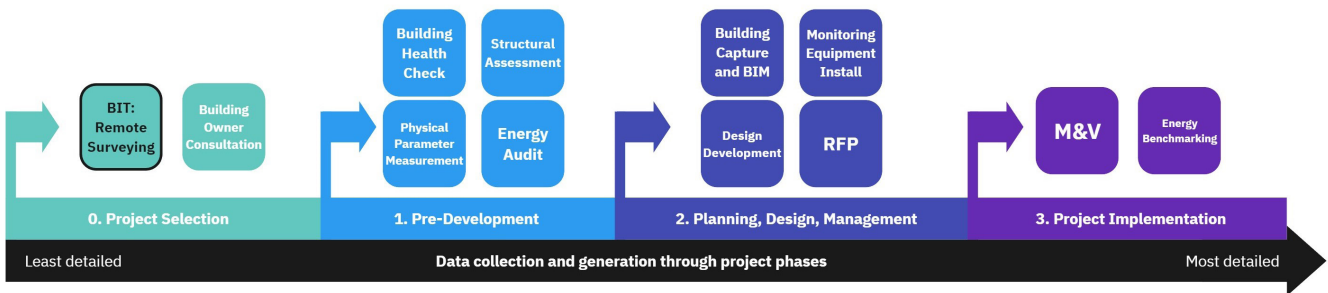 BIT:
Remote
Surveying
Building
Owner
Consultation
Building
Health
Check
Structural
Assessment
Physical
Parameter
Measurement
Energy
Audit
Building
Capture
and BIM
Monitoring
Equipment
Install
Design
Development
RFP
M&V
Energy
Benchmarking
0. Project Selection
1. Pre-Development
2. Planning, Design, Management
3. Project Implementation
Least detailed
Data collection and generation through project phases
Most detailed